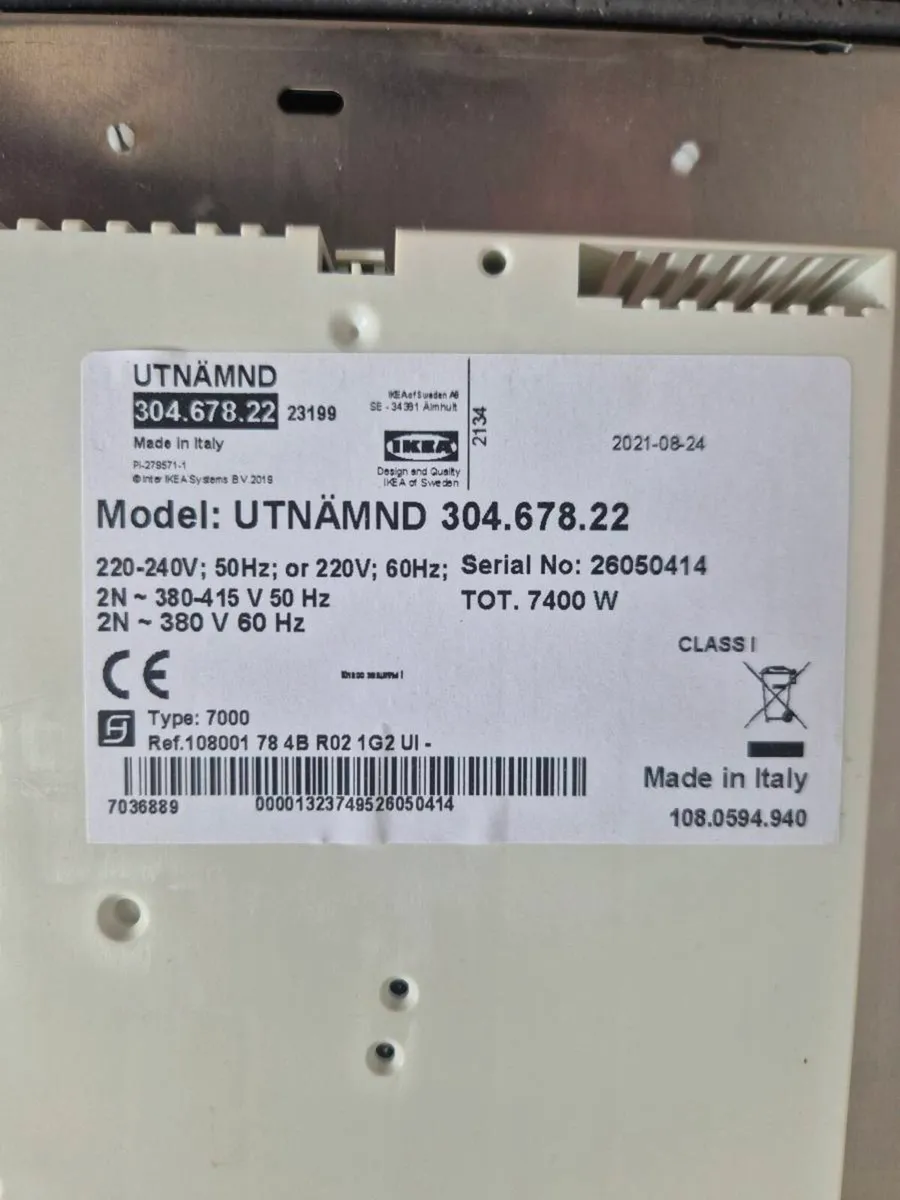 UTNÄMND
304.678.22 23199
Made in Italy
PI-279571-1
© Inter IKEA Systems B.V. 2019
IKEA of Sweden AB
SE - 34381 Älmhult
IKEA
Design and Quality
IKEA of Sweden
2134
2021-08-24
Model: UTNÄMND 304.678.22
220-240V; 50Hz; or 220V; 60Hz; Serial No: 26050414
2N ~ 380-415 V 50 Hz TOT. 7400 W
2N ~ 380 V 60 Hz
CLASS I
CE
Type: 7000
Ref.108001 78 4B R02 1G2 UI -
7036889 00001323749526050414
Made in Italy
108.0594.940